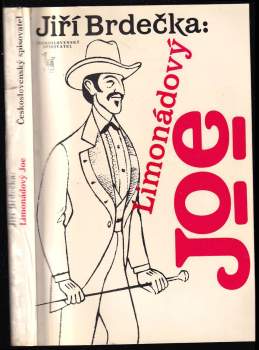 Jiří Brdečka:
ČESKOSLOVENSKÝ
SPISOVATEL
Limonádový
Joe
Jiří Brdečka:
Limonádový Joe
Československý spisovatel